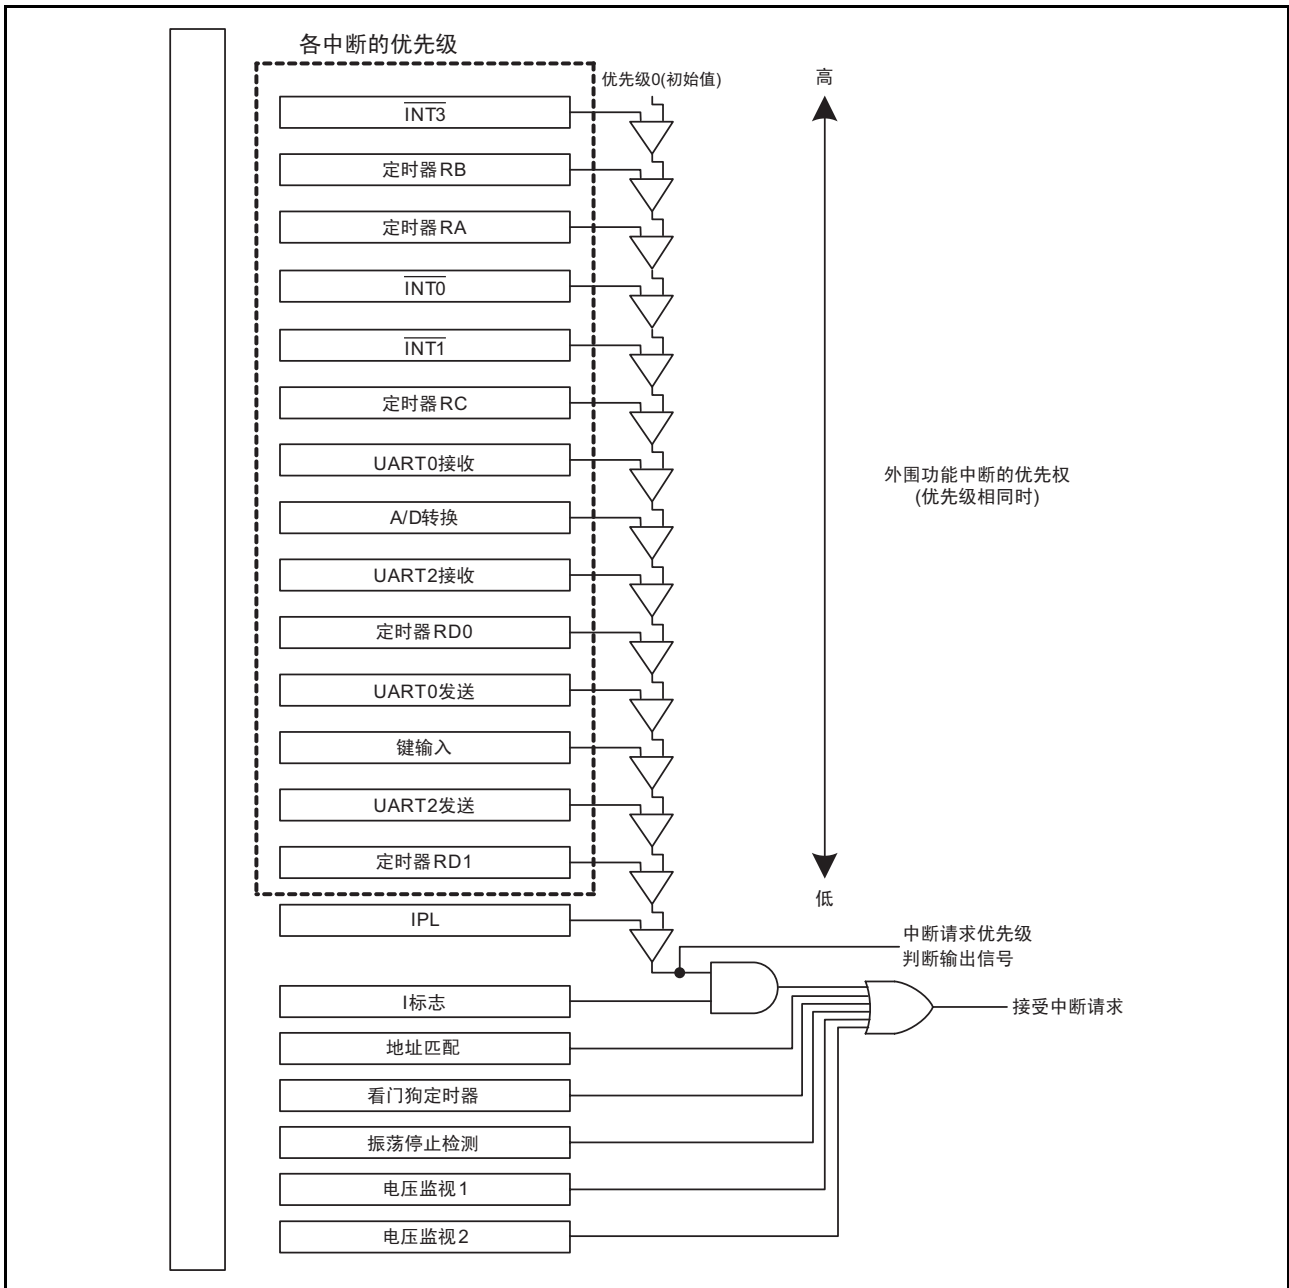 各中断的优先级
优先级0(初始值)
高
INT3
定时器RB
定时器RA
INT0
INT1
定时器RC
UART0接收
外围功能中断的优先权
(优先级相同时)
A/D转换
UART2接收
定时器RD0
UART0发送
键输入
UART2发送
定时器RD1
低
IPL
中断请求优先级
判断输出信号
I标志
接受中断请求
地址匹配
看门狗定时器
振荡停止检测
电压监视1
电压监视2